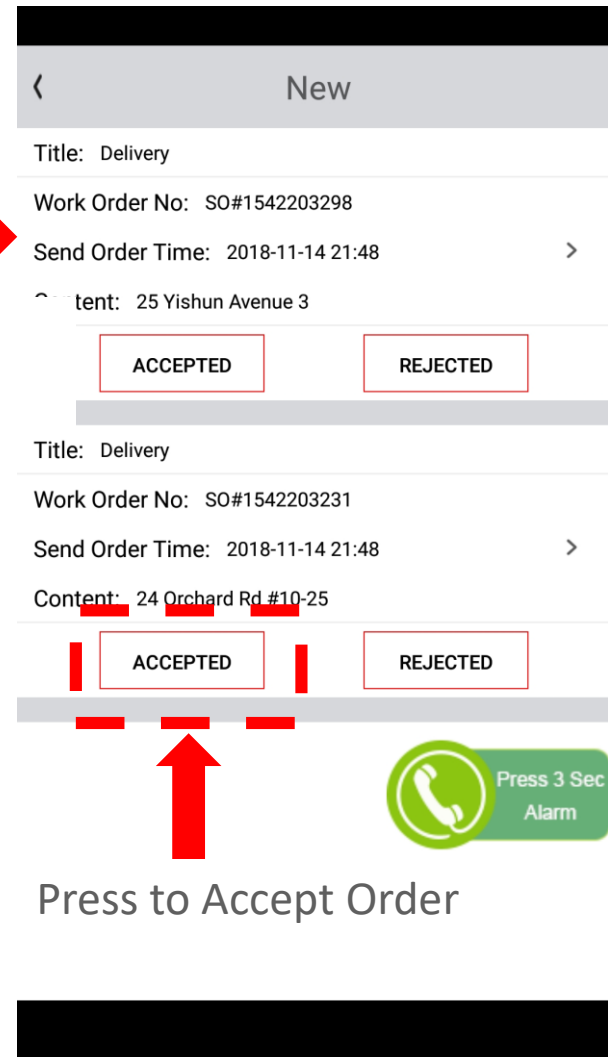 New
Title: Delivery
Work Order No: SO#1542203298
Send Order Time: 2018-11-14 21:48
Content: 25 Yishun Avenue 3
ACCEPTED REJECTED
Title: Delivery
Work Order No: SO#1542203231
Send Order Time: 2018-11-14 21:48
Content: 24 Orchard Rd #10-25
ACCEPTED REJECTED
Press 3 Sec
Alarm
Press to Accept Order